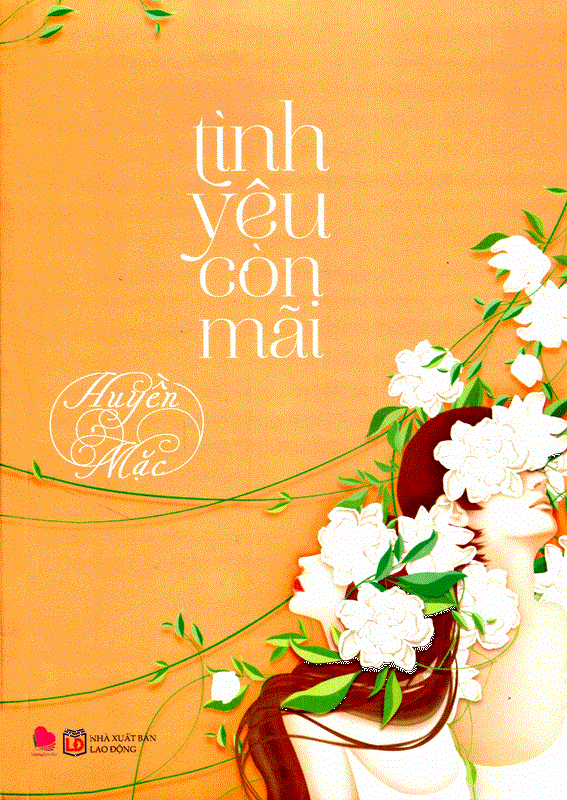 tình
yêu
còn
mãi
Huyền
Mặc
NHÀ XUẤT BẢN
LAO ĐỘNG